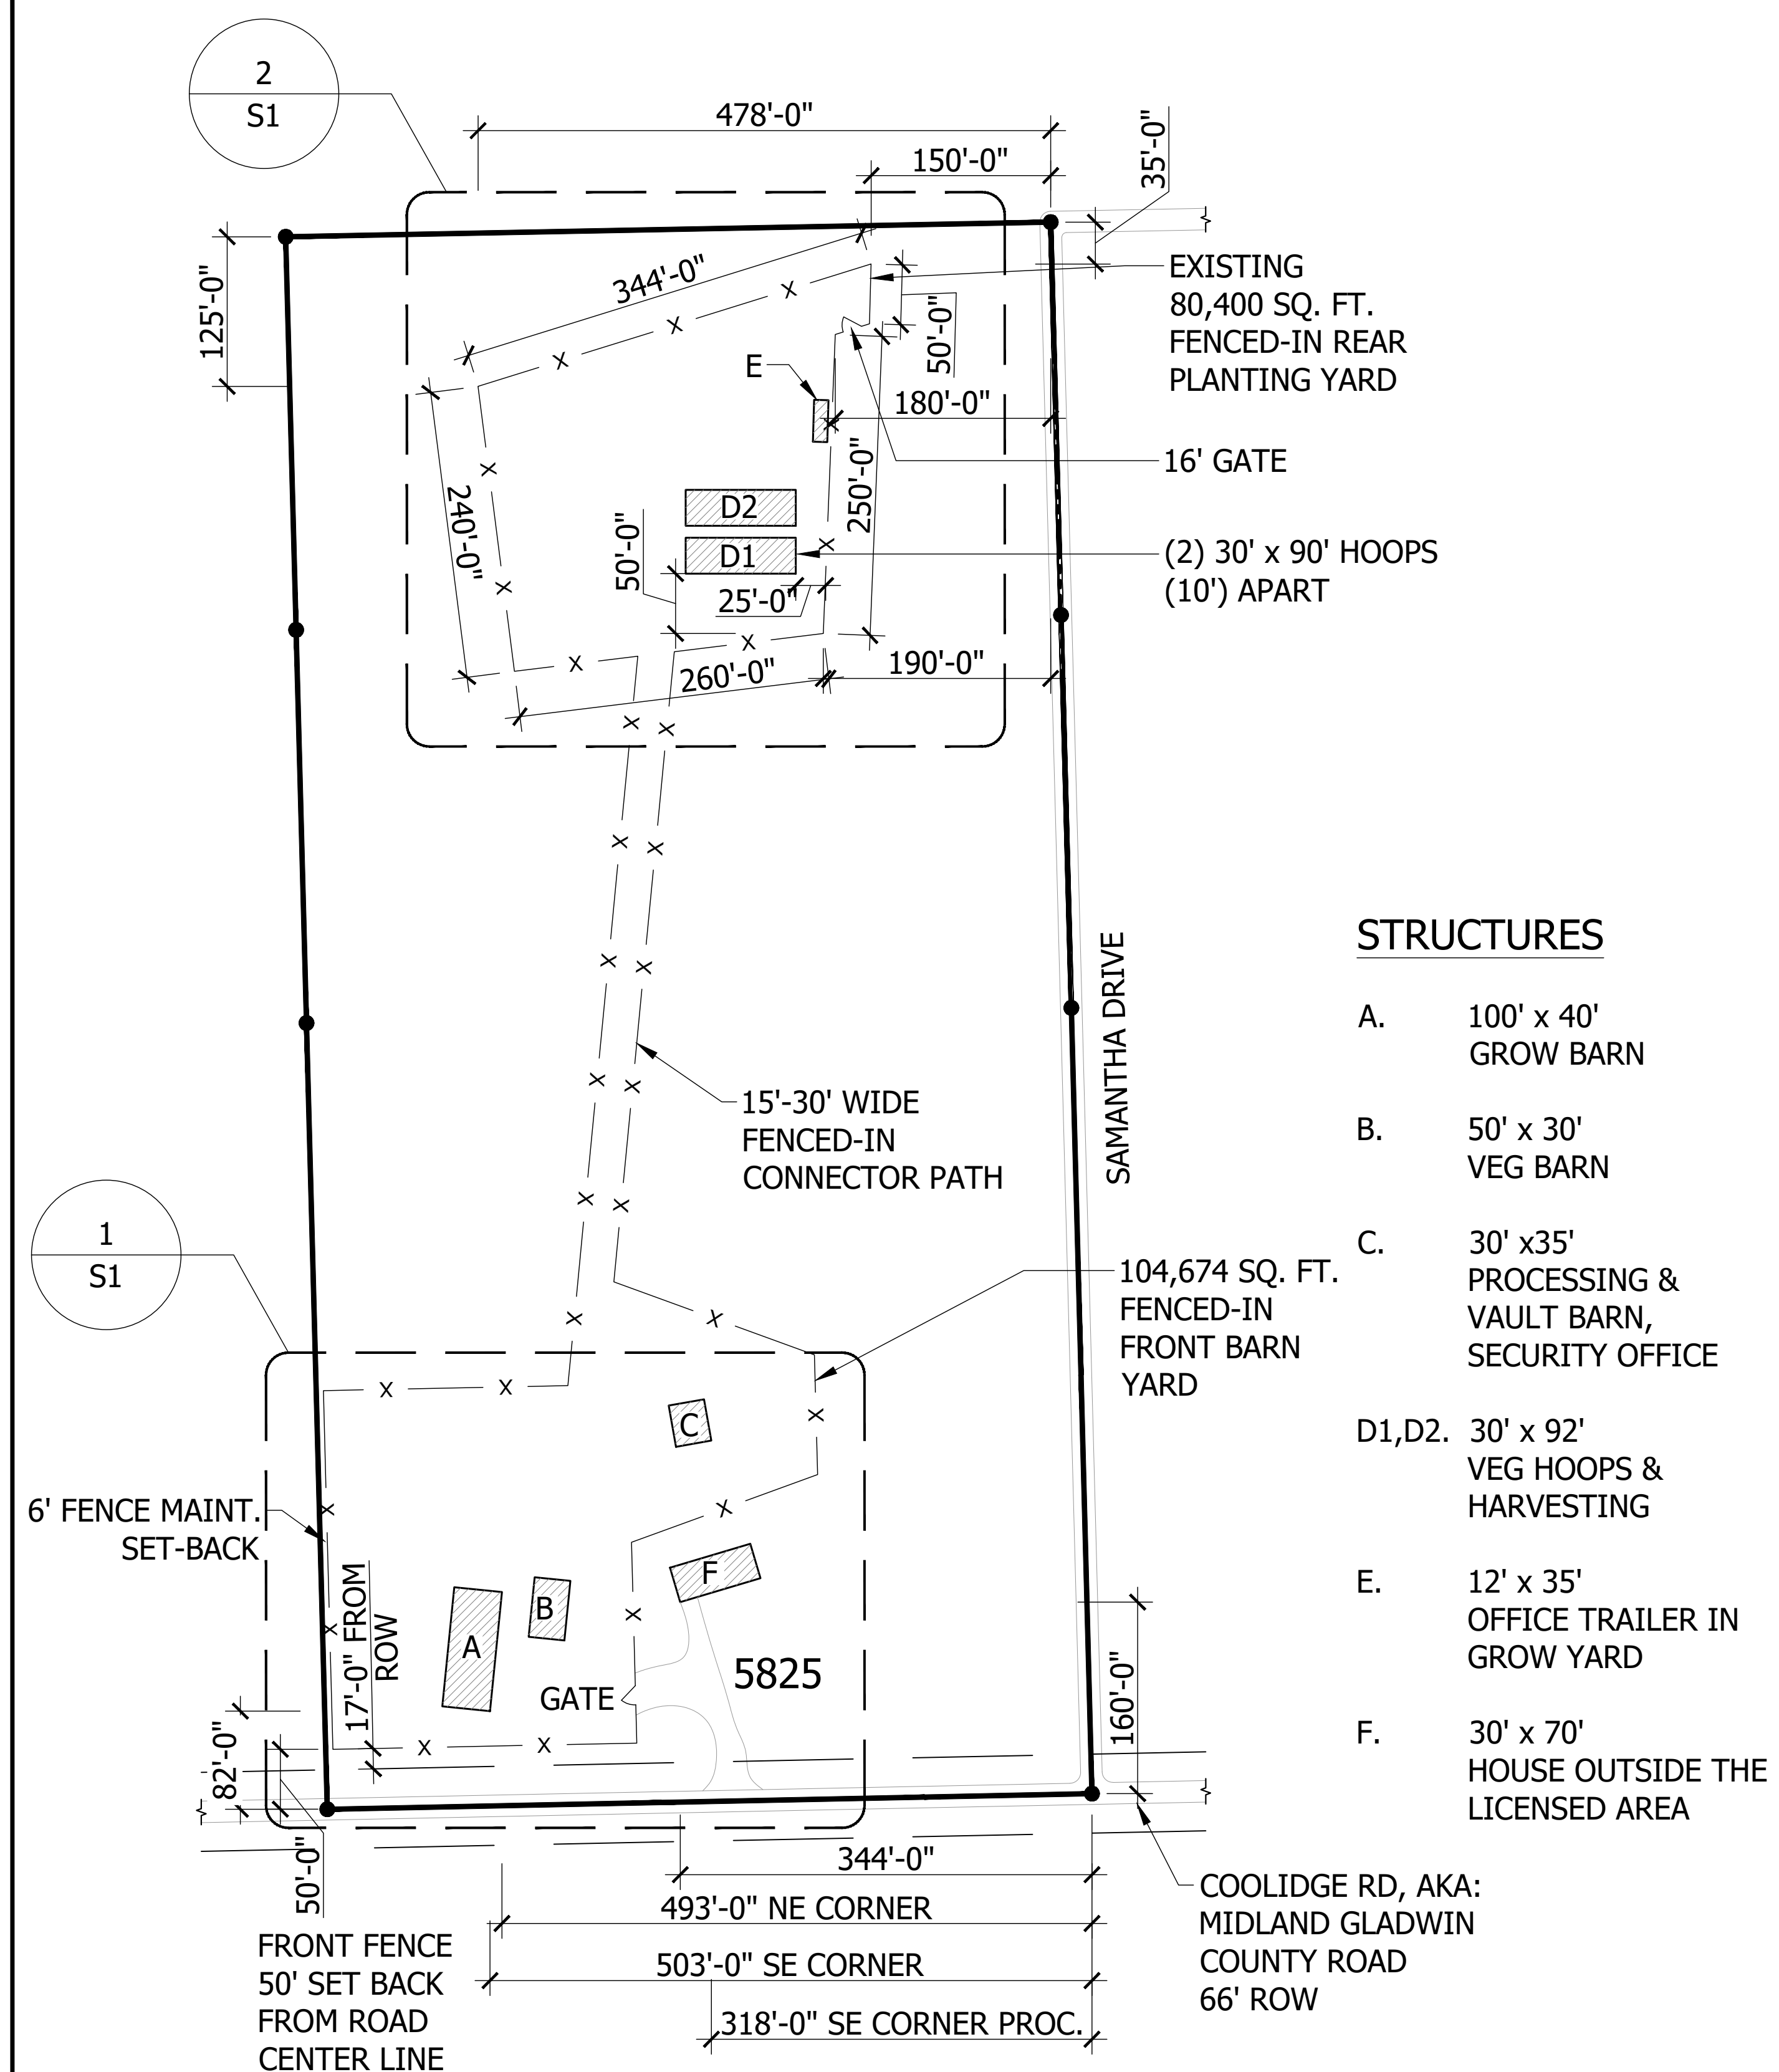 2
S1
478'-0"
150'-0"
35'-0"
125'-0"
344'-0"
EXISTING
80,400 SQ. FT.
FENCED-IN REAR
PLANTING YARD
50'-0"
E
180'-0"
16' GATE
240'-0"
250'-0"
D2
D1
50'-0"
25'-0"
(2) 30' x 90' HOOPS
(10') APART
260'-0"
190'-0"
SAMANTHA DRIVE
15'-30' WIDE
FENCED-IN
CONNECTOR PATH
1
S1
104,674 SQ. FT.
FENCED-IN
FRONT BARN
YARD
C
6' FENCE MAINT.
SET-BACK
F
A
B
17'-0" FROM
ROW
GATE
5825
160'-0"
82'-0"
50'-0"
FRONT FENCE
50' SET BACK
FROM ROAD
CENTER LINE
344'-0"
493'-0" NE CORNER
503'-0" SE CORNER
318'-0" SE CORNER PROC.
COOLIDGE RD, AKA:
MIDLAND GLADWIN
COUNTY ROAD
66' ROW
STRUCTURES
A. 100' x 40'
GROW BARN
B. 50' x 30'
VEG BARN
C. 30' x35'
PROCESSING &
VAULT BARN,
SECURITY OFFICE
D1,D2. 30' x 92'
VEG HOOPS &
HARVESTING
E. 12' x 35'
OFFICE TRAILER IN
GROW YARD
F. 30' x 70'
HOUSE OUTSIDE THE
LICENSED AREA